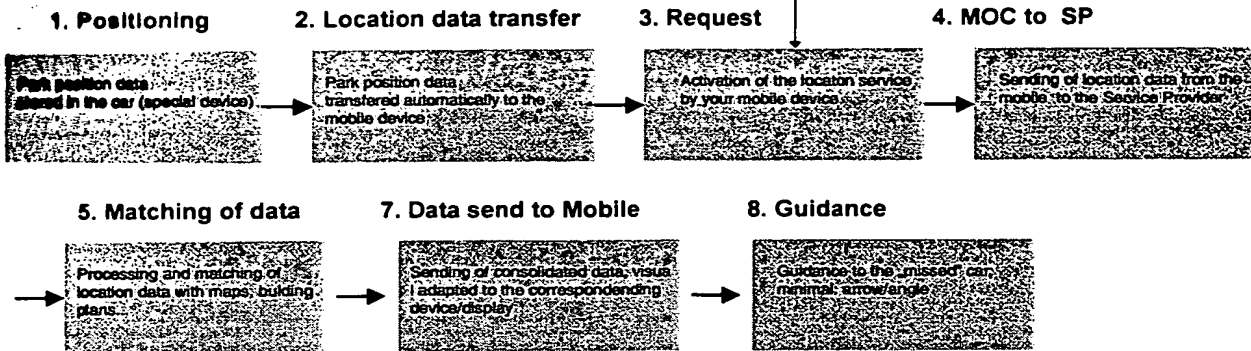 1. Positioning
2. Location data transfer
3. Request
4. MOC to SP
Park position data
stored in the car (special device)
Park position data
transferred automatically to the
mobile device
Activation of the locaton service
by your mobile device
Sending of location data from the
mobile to the Service Provider
5. Matching of data
7. Data send to Mobile
8. Guidance
Processing and matching of
location data with maps, bulding
plans...
Sending of consolidated data, visua
l adapted to the correspondending
device/display
Guidance to the „missed“ car,
minimal: arrow/angle